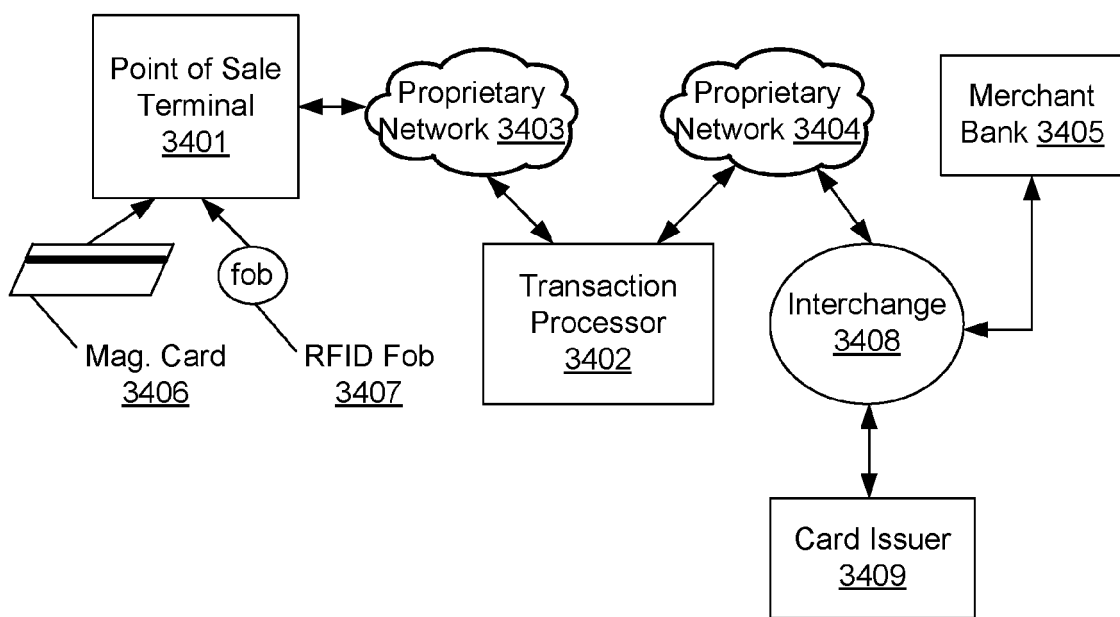 Point of Sale
Terminal
3401
Proprietary
Network 3403
Proprietary
Network 3404
Merchant
Bank 3405
fob
Mag. Card
3406
RFID Fob
3407
Transaction
Processor
3402
Interchange
3408
Card Issuer
3409